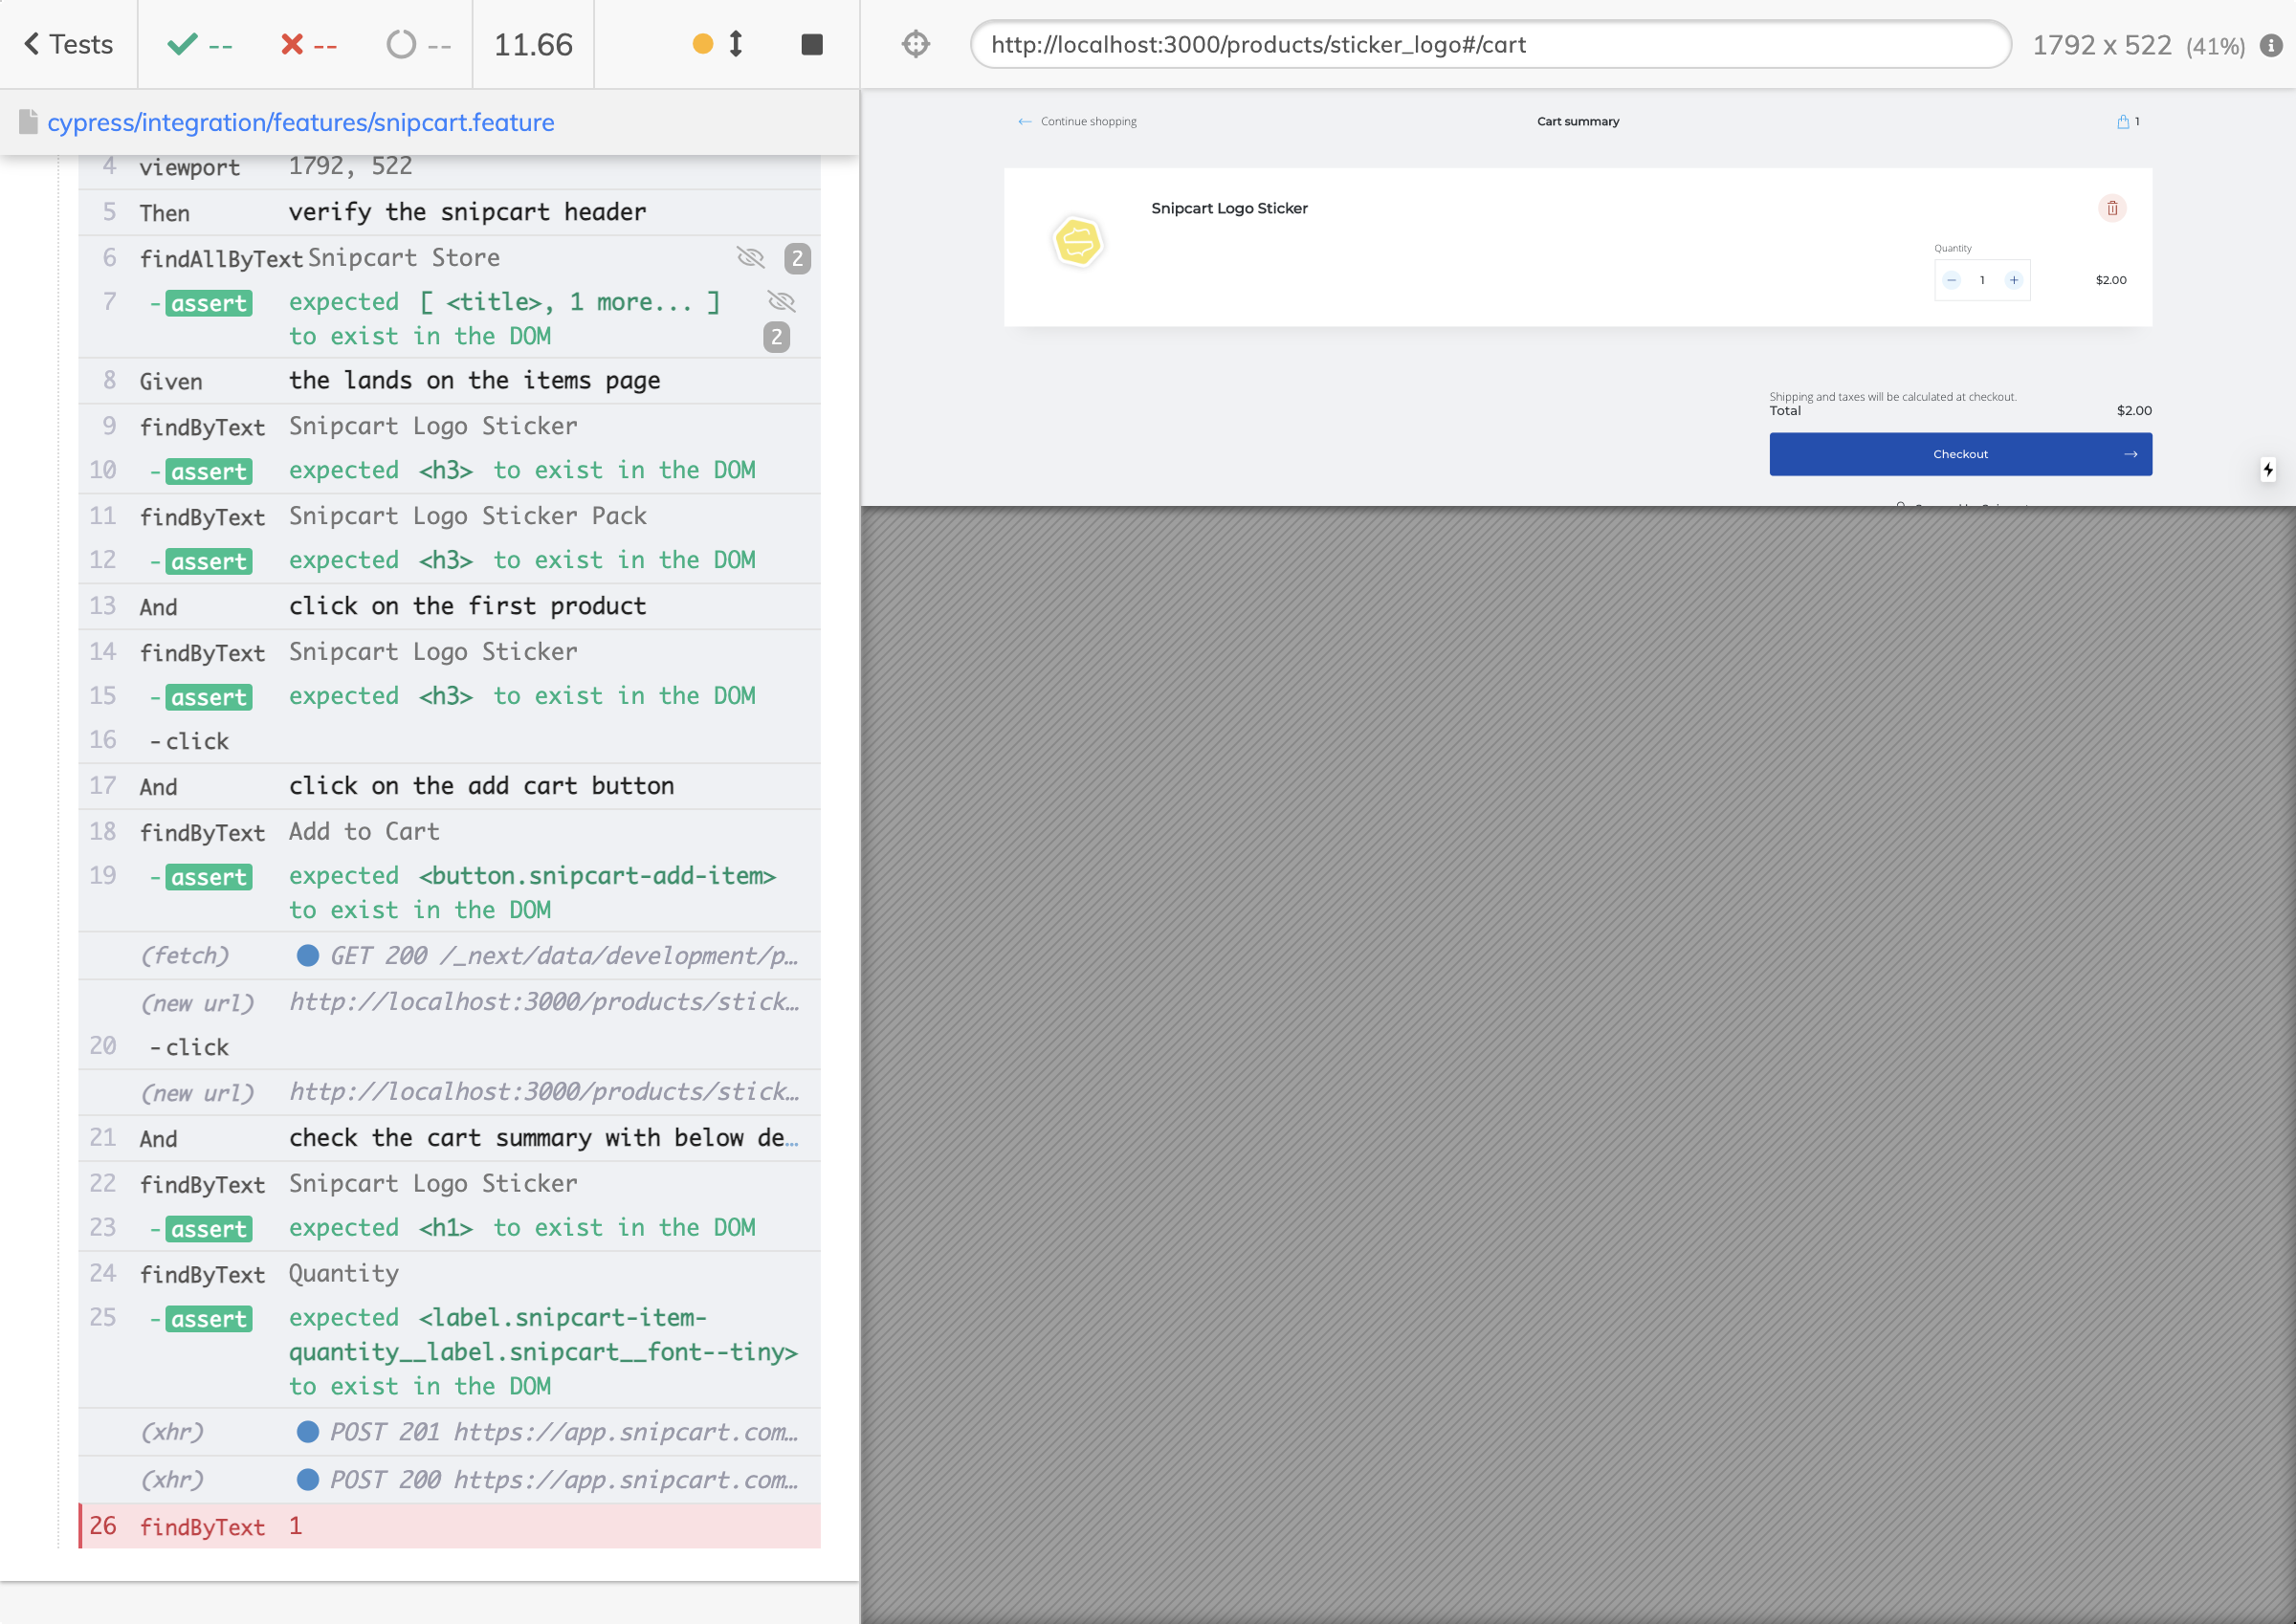 Tests
--
--
--
11.66
http://localhost:3000/products/sticker_logo#/cart
1792 x 522 (41%)
cypress/integration/features/snipcart.feature
4 viewport 1792, 522
5 Then verify the snipcart header
6 findAllByText Snipcart Store 2
7 -assert expected [ <title>, 1 more... ]
to exist in the DOM 2
8 Given the lands on the items page
9 findByText Snipcart Logo Sticker
10 -assert expected <h3> to exist in the DOM
11 findByText Snipcart Logo Sticker Pack
12 -assert expected <h3> to exist in the DOM
13 And click on the first product
14 findByText Snipcart Logo Sticker
15 -assert expected <h3> to exist in the DOM
16 -click
17 And click on the add cart button
18 findByText Add to Cart
19 -assert expected <button.snipcart-add-item>
to exist in the DOM
(fetch) GET 200 /_next/data/development/p…
(new url) http://localhost:3000/products/stick…
20 -click
(new url) http://localhost:3000/products/stick…
21 And check the cart summary with below de…
22 findByText Snipcart Logo Sticker
23 -assert expected <h1> to exist in the DOM
24 findByText Quantity
25 -assert expected <label.snipcart-item-
quantity__label.snipcart__font--tiny>
to exist in the DOM
(xhr) POST 201 https://app.snipcart.com…
(xhr) POST 200 https://app.snipcart.com…
26 findByText 1
Continue shopping
Cart summary
1
Snipcart Logo Sticker
Quantity
1
$2.00
Shipping and taxes will be calculated at checkout.
Total $2.00
Checkout